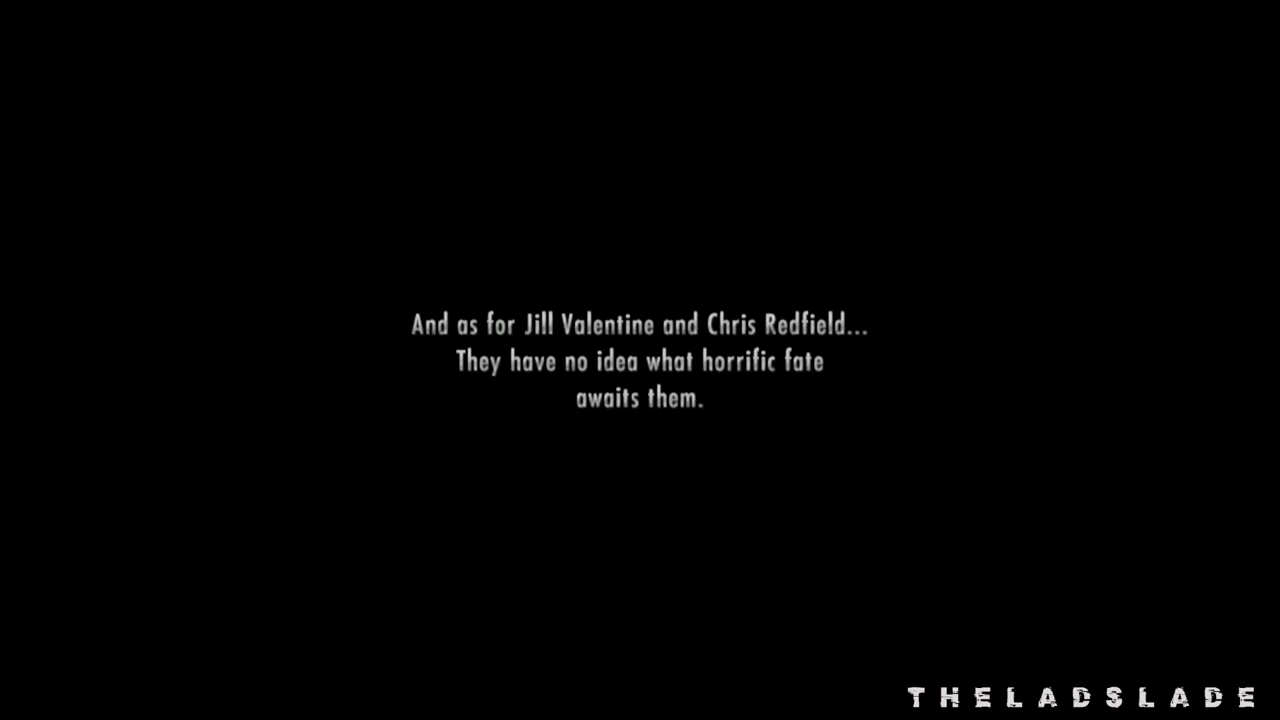 And as for Jill Valentine and Chris Redfield...
They have no idea what horrific fate
awaits them.
THELADSLADE